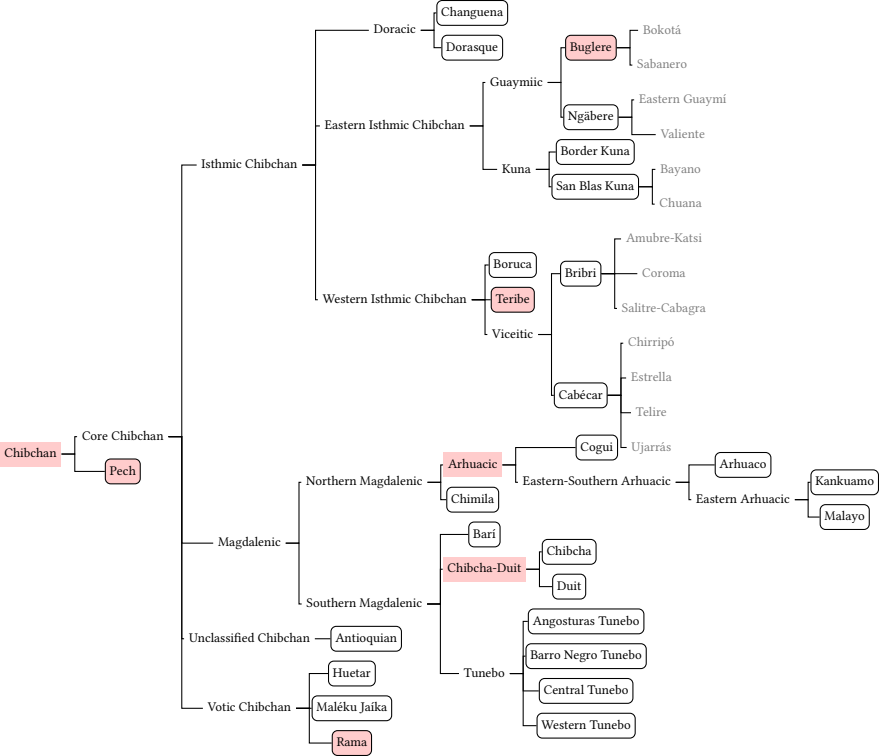 Changuena
Doracic
Dorasque
Bokotá
Buglere
Sabanero
Guaymiic
Eastern Guaymí
Ngäbere
Eastern Isthmic Chibchan
Valiente
Border Kuna
Isthmic Chibchan
Kuna
Bayano
San Blas Kuna
Chuana
Amubre-Katsi
Boruca
Bribri
Coroma
Western Isthmic Chibchan
Teribe
Salitre-Cabagra
Viceitic
Chirripó
Estrella
Cabécar
Telire
Core Chibchan
Cogui
Ujarrás
Chibchan
Arhuacic
Arhuaco
Pech
Northern Magdalenic
Eastern-Southern Arhuacic
Kankuamo
Chimila
Eastern Arhuacic
Malayo
Barí
Magdalenic
Chibcha
Chibcha-Duit
Duit
Southern Magdalenic
Angosturas Tunebo
Unclassified Chibchan
Antioquian
Barro Negro Tunebo
Huetar
Tunebo
Central Tunebo
Votic Chibchan
Maléku Jaíka
Western Tunebo
Rama